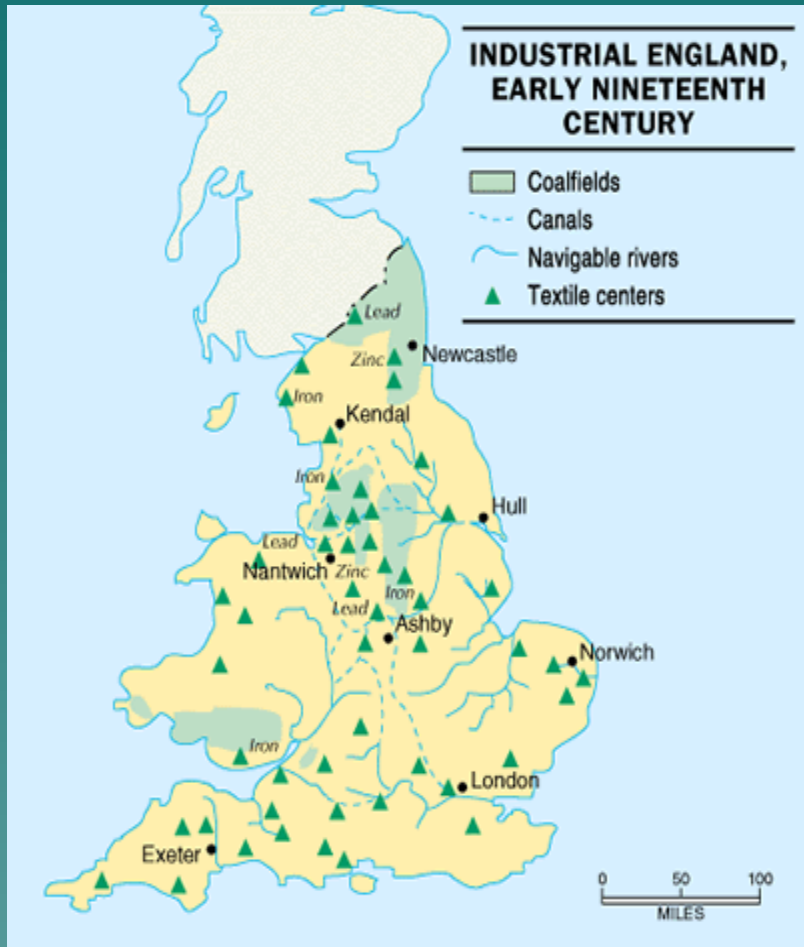 INDUSTRIAL ENGLAND,
EARLY NINETEENTH
CENTURY
Coalfields
Canals
Navigable rivers
Textile centers
Lead
Zinc
Newcastle
Iron
Kendal
Iron
Hull
Lead
Nantwich
Zinc
Iron
Lead
Ashby
Norwich
Iron
London
Exeter
0 50 100
MILES